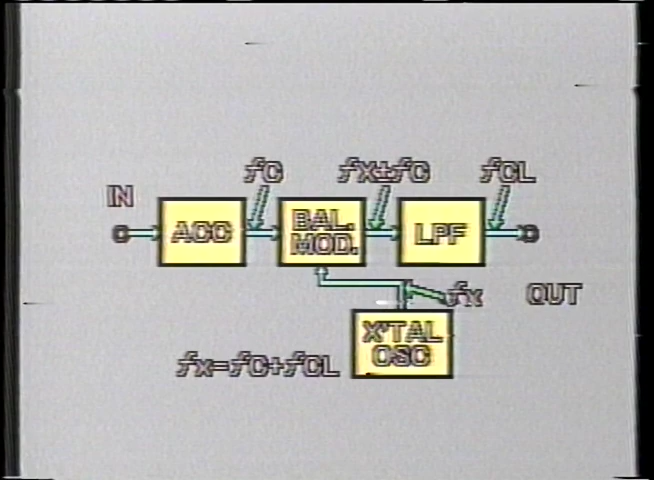 fC fX±fC fCL
IN
ACC BAL. MOD. LPF
fX OUT
X'TAL OSC
fX=fC+fCL